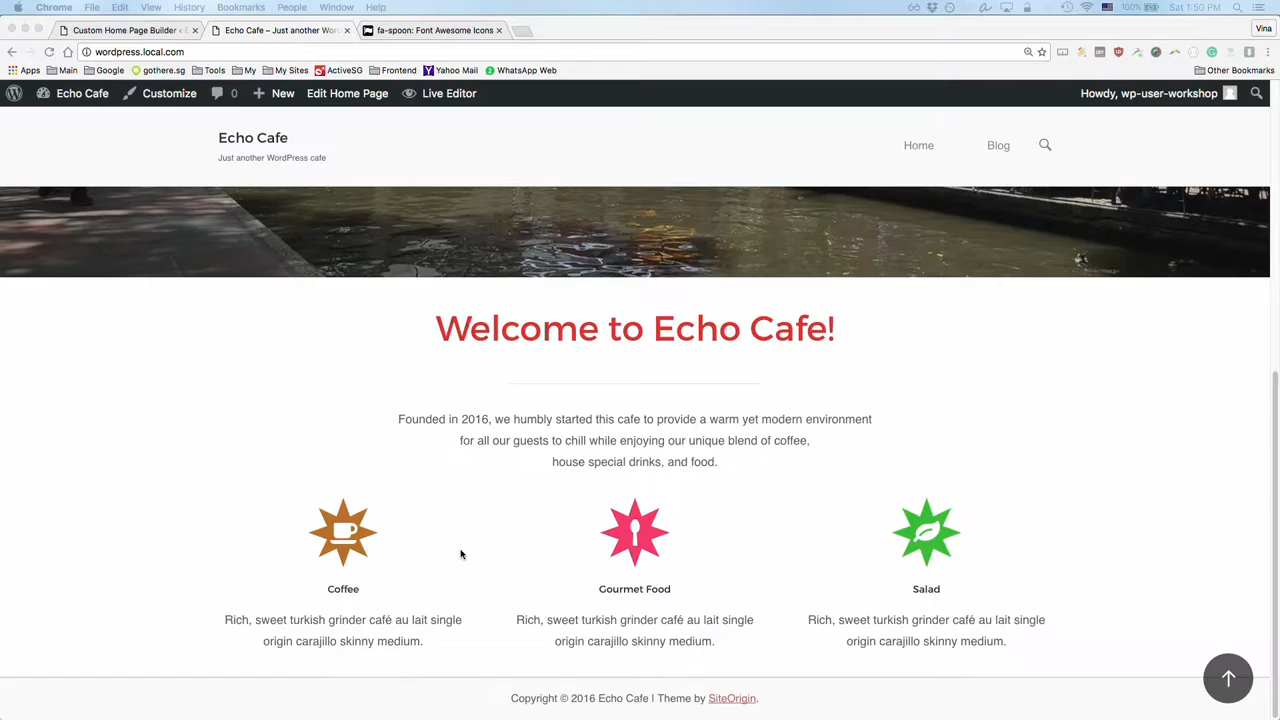 Chrome File Edit View History Bookmarks People Window Help 100% Sat 1:50 PM
Custom Home Page Builder ‹ E Echo Cafe – Just another Wor fa-spoon: Font Awesome Icons Vina
wordpress.local.com
Apps Main Google gothere.sg Tools My My Sites ActiveSG Frontend Yahoo Mail WhatsApp Web Other Bookmarks
Echo Cafe Customize 0 New Edit Home Page Live Editor Howdy, wp-user-workshop
Echo Cafe
Just another WordPress cafe
Home Blog
Welcome to Echo Cafe!
Founded in 2016, we humbly started this cafe to provide a warm yet modern environment
for all our guests to chill while enjoying our unique blend of coffee,
house special drinks, and food.
Coffee
Rich, sweet turkish grinder café au lait single
origin carajillo skinny medium.
Gourmet Food
Rich, sweet turkish grinder café au lait single
origin carajillo skinny medium.
Salad
Rich, sweet turkish grinder café au lait single
origin carajillo skinny medium.
Copyright © 2016 Echo Cafe | Theme by SiteOrigin.